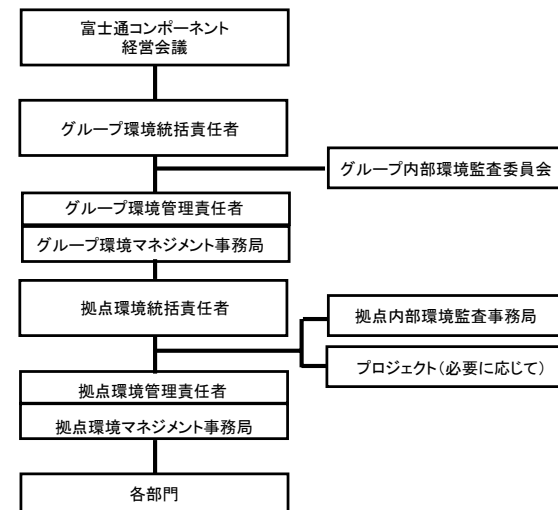 富士通コンポーネント
経営会議
グループ環境統括責任者
グループ内部環境監査委員会
グループ環境管理責任者
グループ環境マネジメント事務局
拠点環境統括責任者
拠点内部環境監査事務局
プロジェクト(必要に応じて)
拠点環境管理責任者
拠点環境マネジメント事務局
各部門